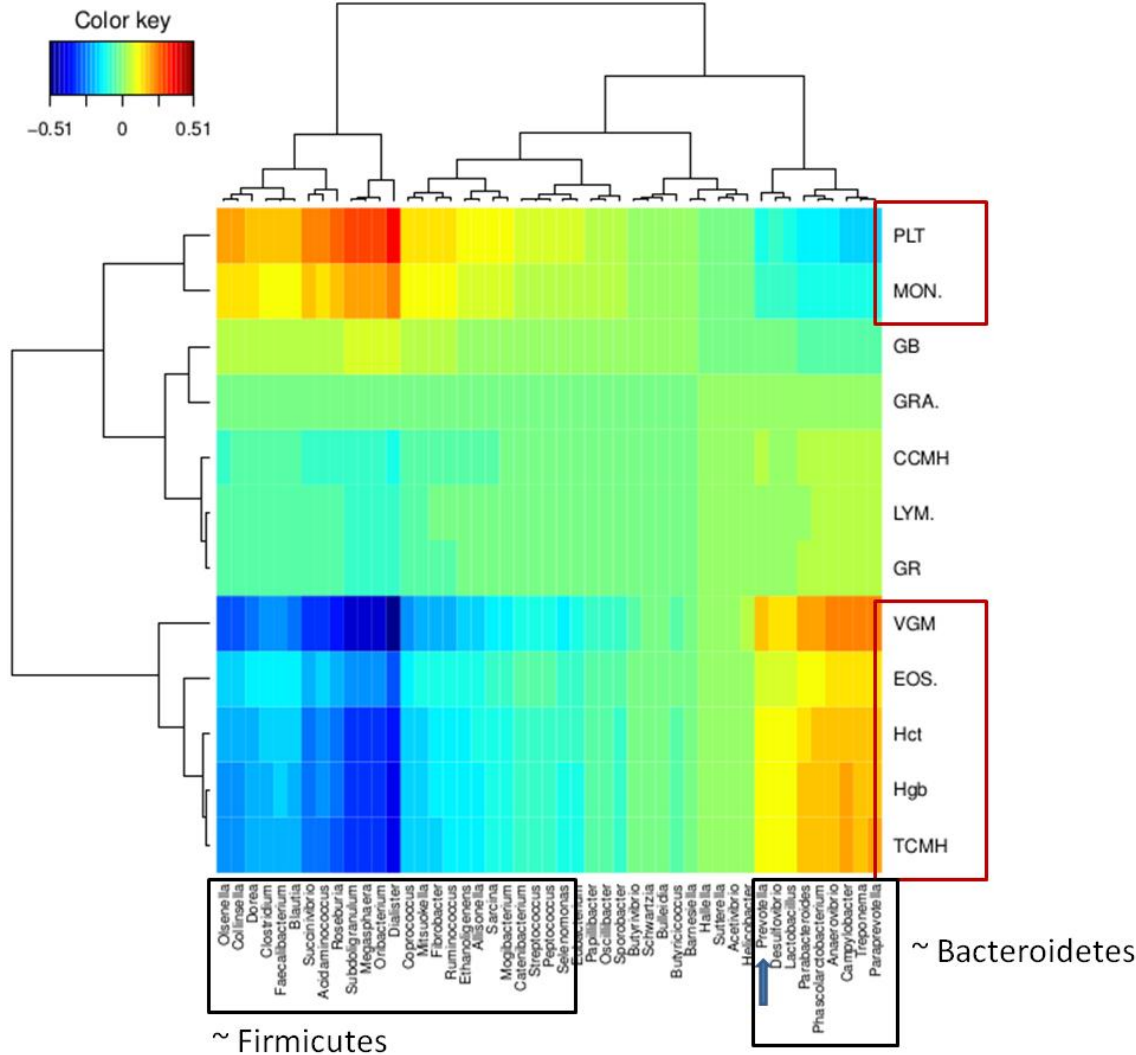 Color key
−0.51 0 0.51
PLT
MON.
GB
GRA.
CCMH
LYM.
GR
VGM
EOS.
Hct
Hgb
TCMH
Olsenella
Collinsella
Dorea
Clostridium
Faecalibacterium
Blautia
Succinivibrio
Acidaminococcus
Roseburia
Subdoligranulum
Megasphaera
Oribacterium
Dialister
Coprococcus
Mitsuokella
Fibrobacter
Ruminococcus
Ethanoligenens
Allisonella
Sarcina
Mogibacterium
Catenibacterium
Streptococcus
Peptococcus
Selenomonas
Eubacterium
Papillibacter
Oscillibacter
Sporobacter
Butyrivibrio
Schwartzia
Bulleidia
Butyricicoccus
Barnesiella
Hallella
Sutterella
Acetivibrio
Helicobacter
Prevotella
Desulfovibrio
Lactobacillus
Parabacteroides
Phascolarctobacterium
Anaerovibrio
Campylobacter
Treponema
Paraprevotella
~ Bacteroidetes
~ Firmicutes